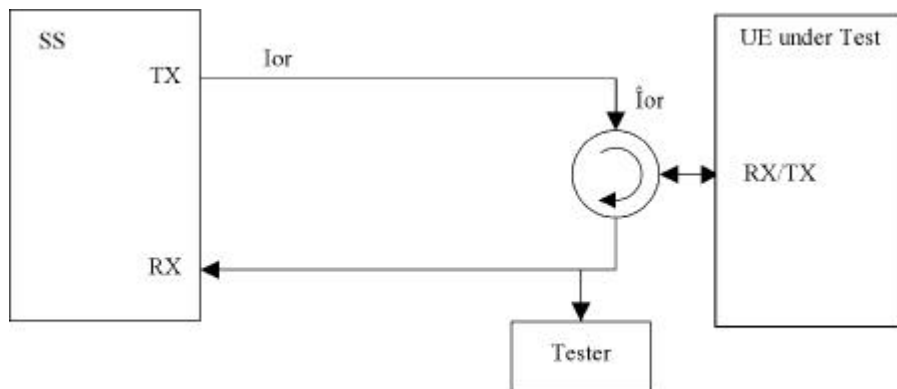 SS
UE under Test
TX
Ior
Îor
RX/TX
RX
Tester